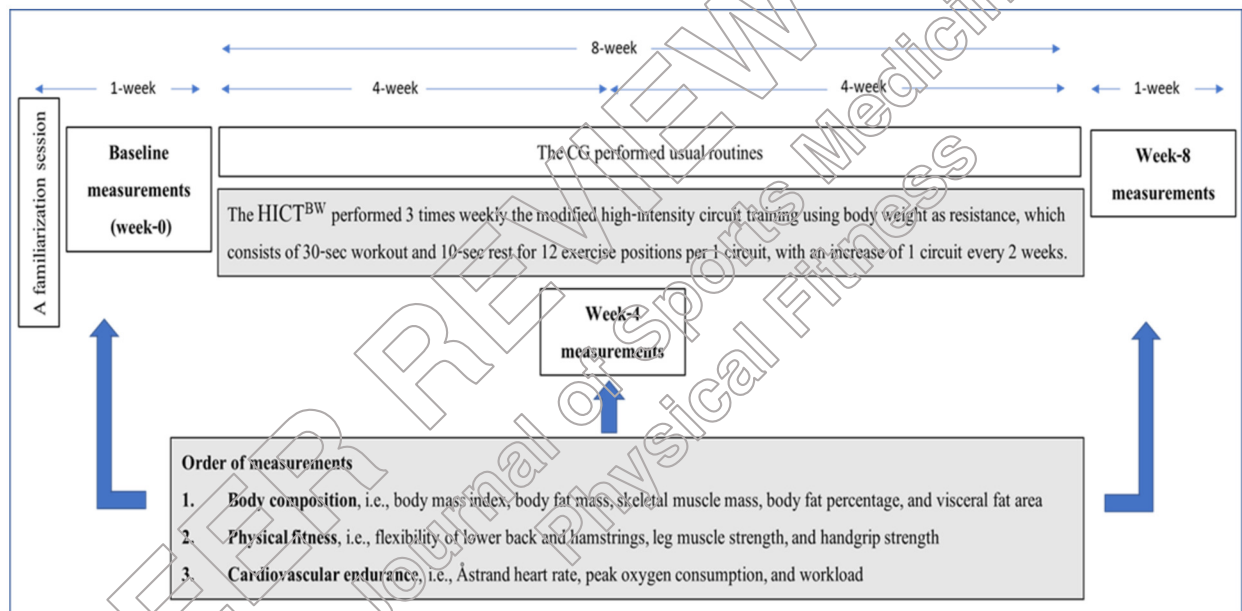 8-week
1-week
4-week
4-week
1-week
A familiarization session
Baseline
measurements
(week-0)
The CG performed usual routines
The HICTᴮᵂ performed 3 times weekly the modified high-intensity circuit training using body weight as resistance, which
consists of 30-sec workout and 10-sec rest for 12 exercise positions per 1 circuit, with an increase of 1 circuit every 2 weeks.
Week-8
measurements
Week-4
measurements
Order of measurements
1. Body composition, i.e., body mass index, body fat mass, skeletal muscle mass, body fat percentage, and visceral fat area
2. Physical fitness, i.e., flexibility of lower back and hamstrings, leg muscle strength, and handgrip strength
3. Cardiovascular endurance, i.e., Åstrand heart rate, peak oxygen consumption, and workload
EER REVIEW
Journal of Sports Medicin
Physical Fitness